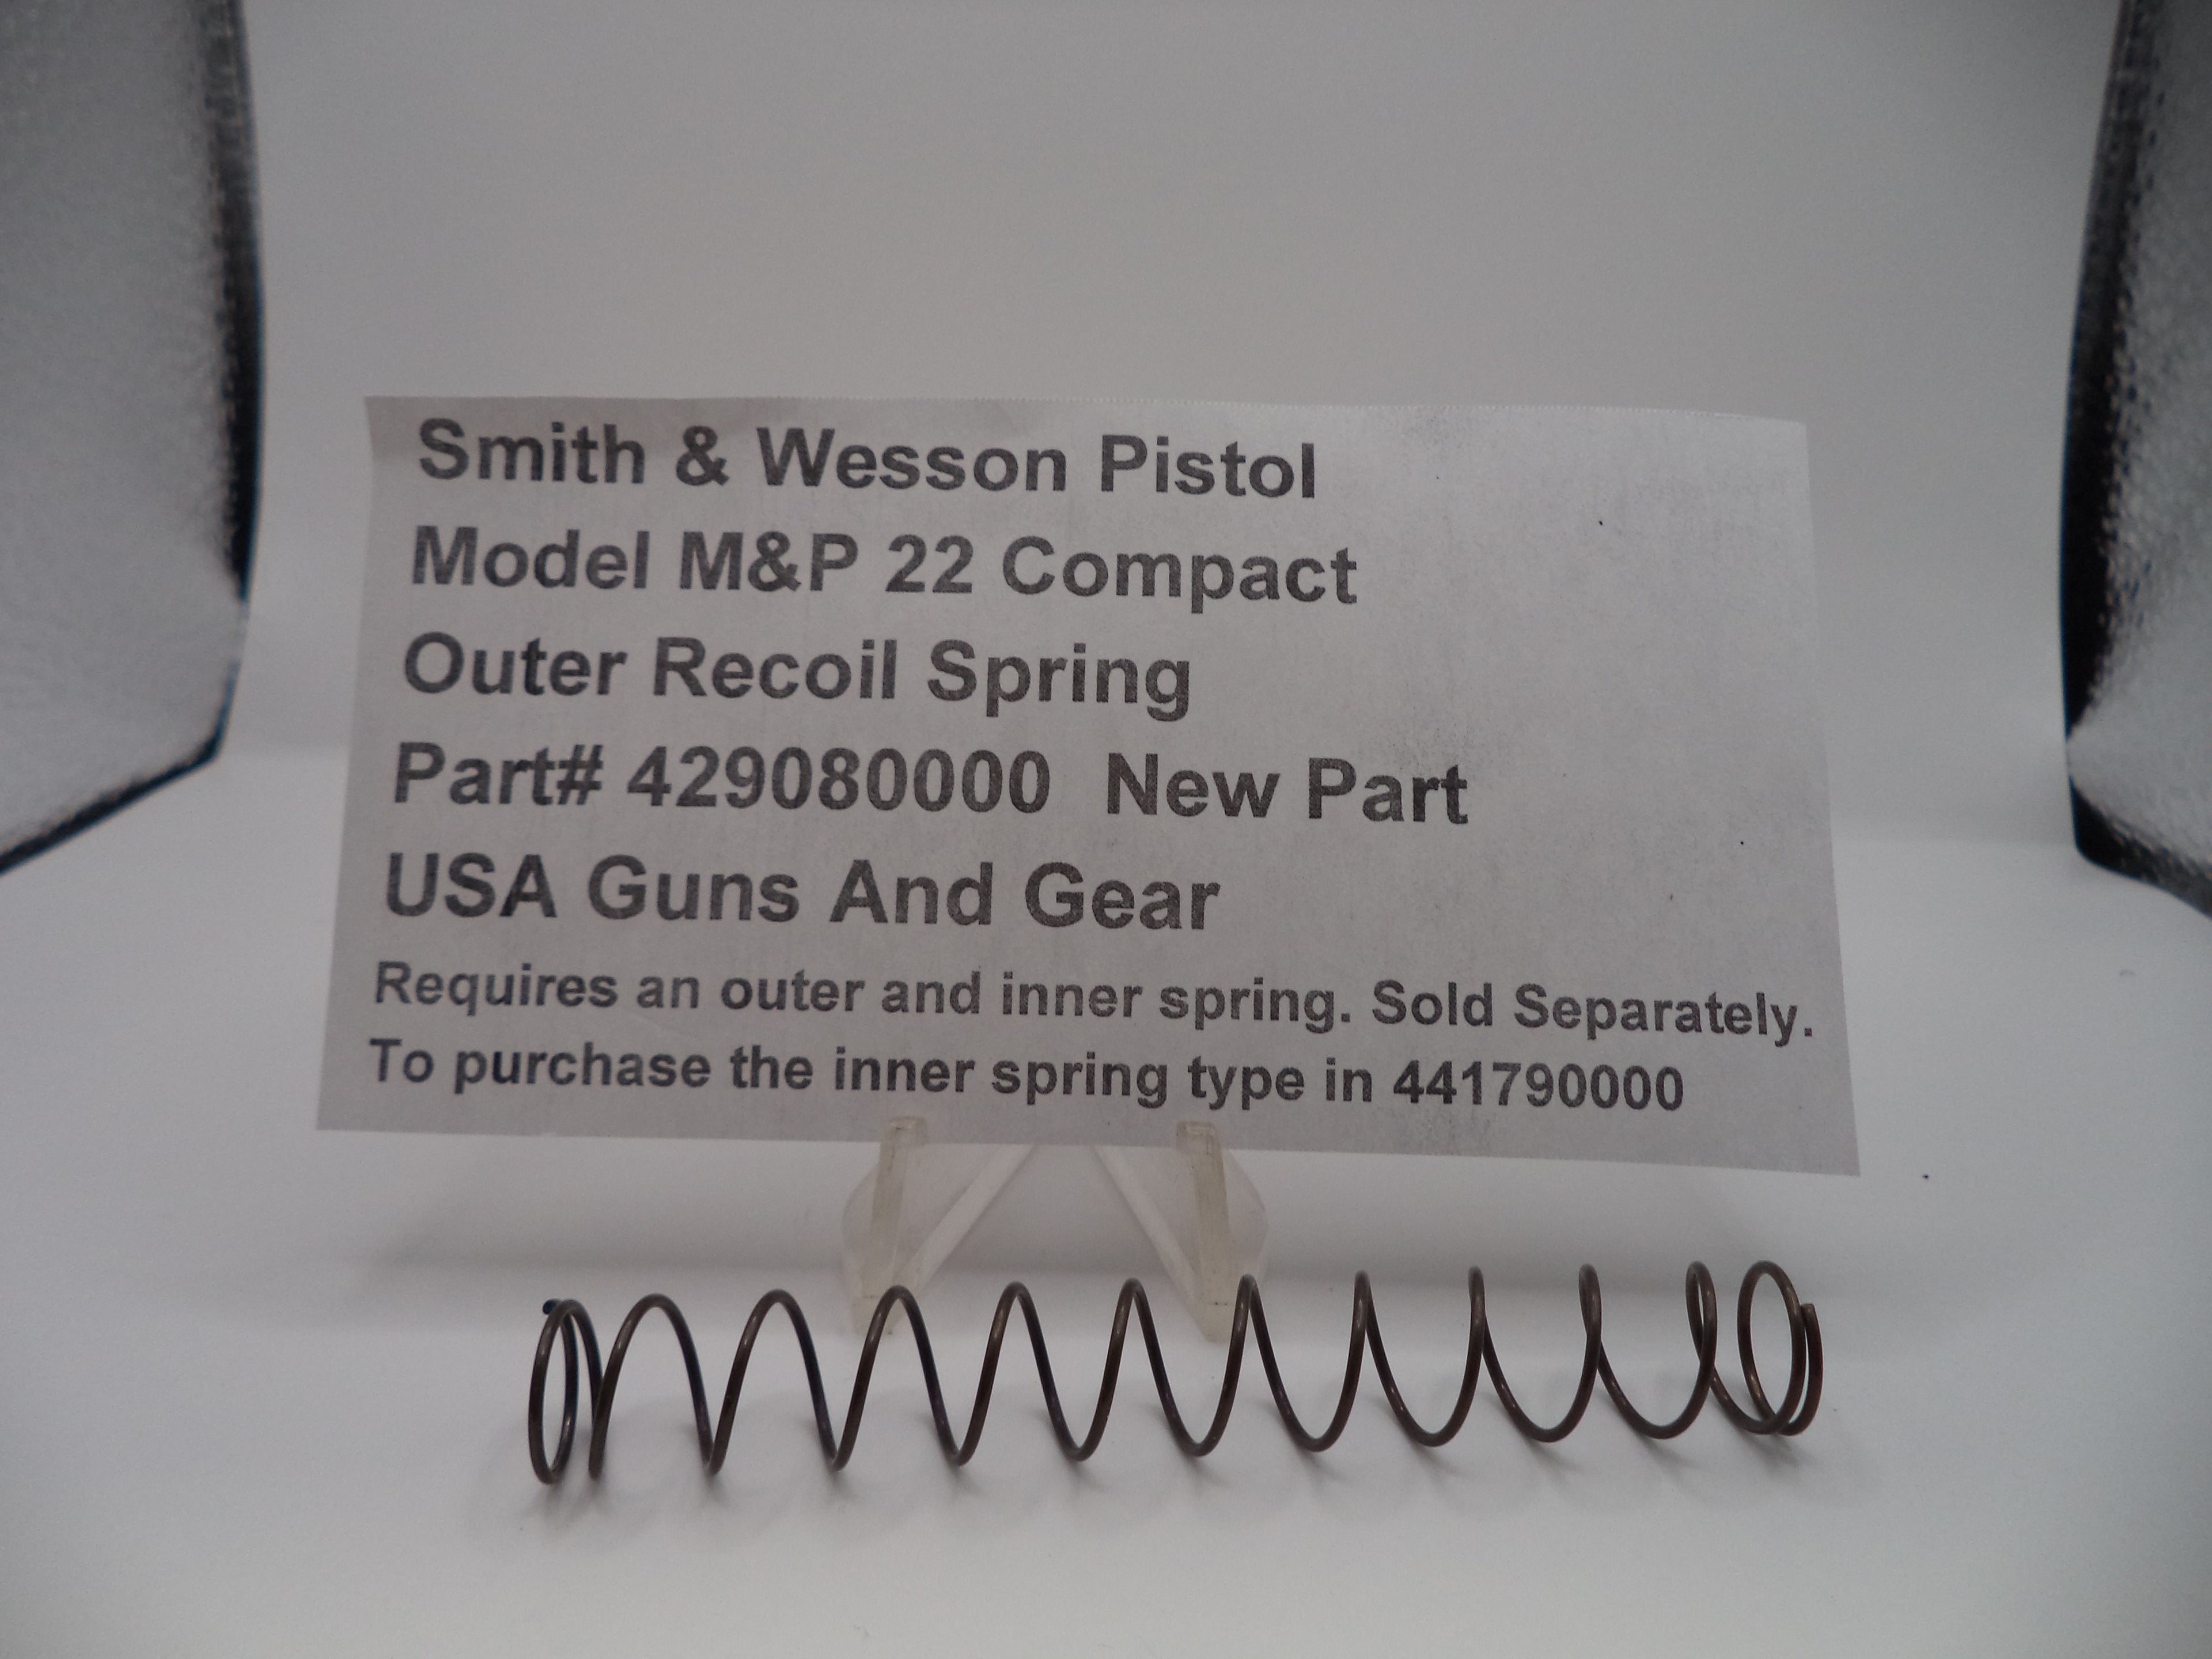 Smith & Wesson Pistol
Model M&P 22 Compact
Outer Recoil Spring
Part# 429080000 New Part
USA Guns And Gear
Requires an outer and inner spring. Sold Separately.
To purchase the inner spring type in 441790000